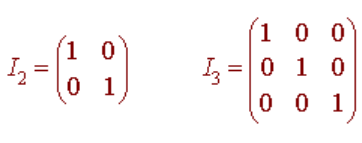 I₂ = (1 0
0 1)
I₃ = (1 0 0
0 1 0
0 0 1)